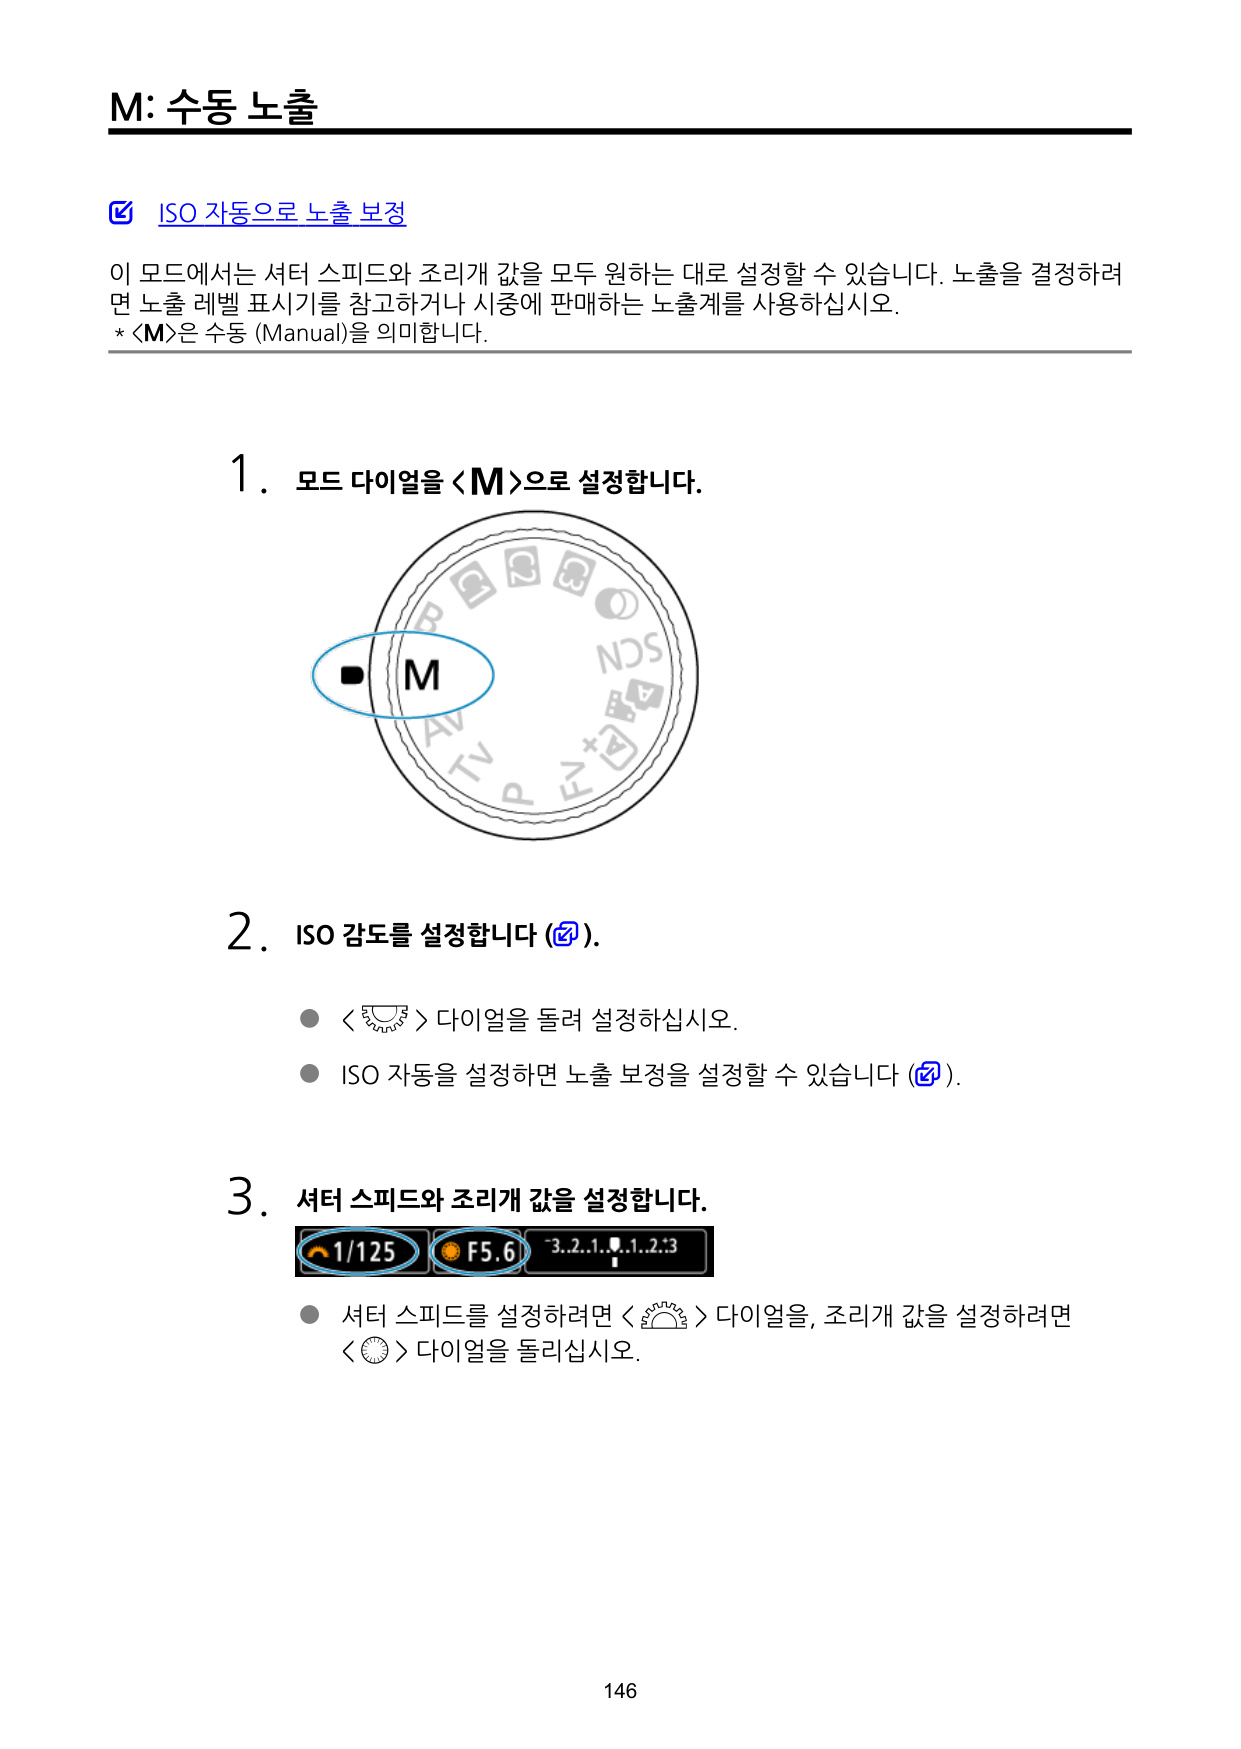 M: 수동 노출
ISO 자동으로 노출 보정
이 모드에서는 셔터 스피드와 조리개 값을 모두 원하는 대로 설정할 수 있습니다. 노출을 결정하려
면 노출 레벨 표시기를 참고하거나 시중에 판매하는 노출계를 사용하십시오.
* <M>은 수동 (Manual)을 의미합니다.
1. 모드 다이얼을 <M>으로 설정합니다.
C1 C2 C3
B
SCN
M
A
Av
A+
Tv
Fv
P
2. ISO 감도를 설정합니다 ( ).
● < > 다이얼을 돌려 설정하십시오.
● ISO 자동을 설정하면 노출 보정을 설정할 수 있습니다 ( ).
3. 셔터 스피드와 조리개 값을 설정합니다.
1/125 F5.6 -3..2..1..0..1..2..+3
● 셔터 스피드를 설정하려면 < > 다이얼을, 조리개 값을 설정하려면
< > 다이얼을 돌리십시오.
146